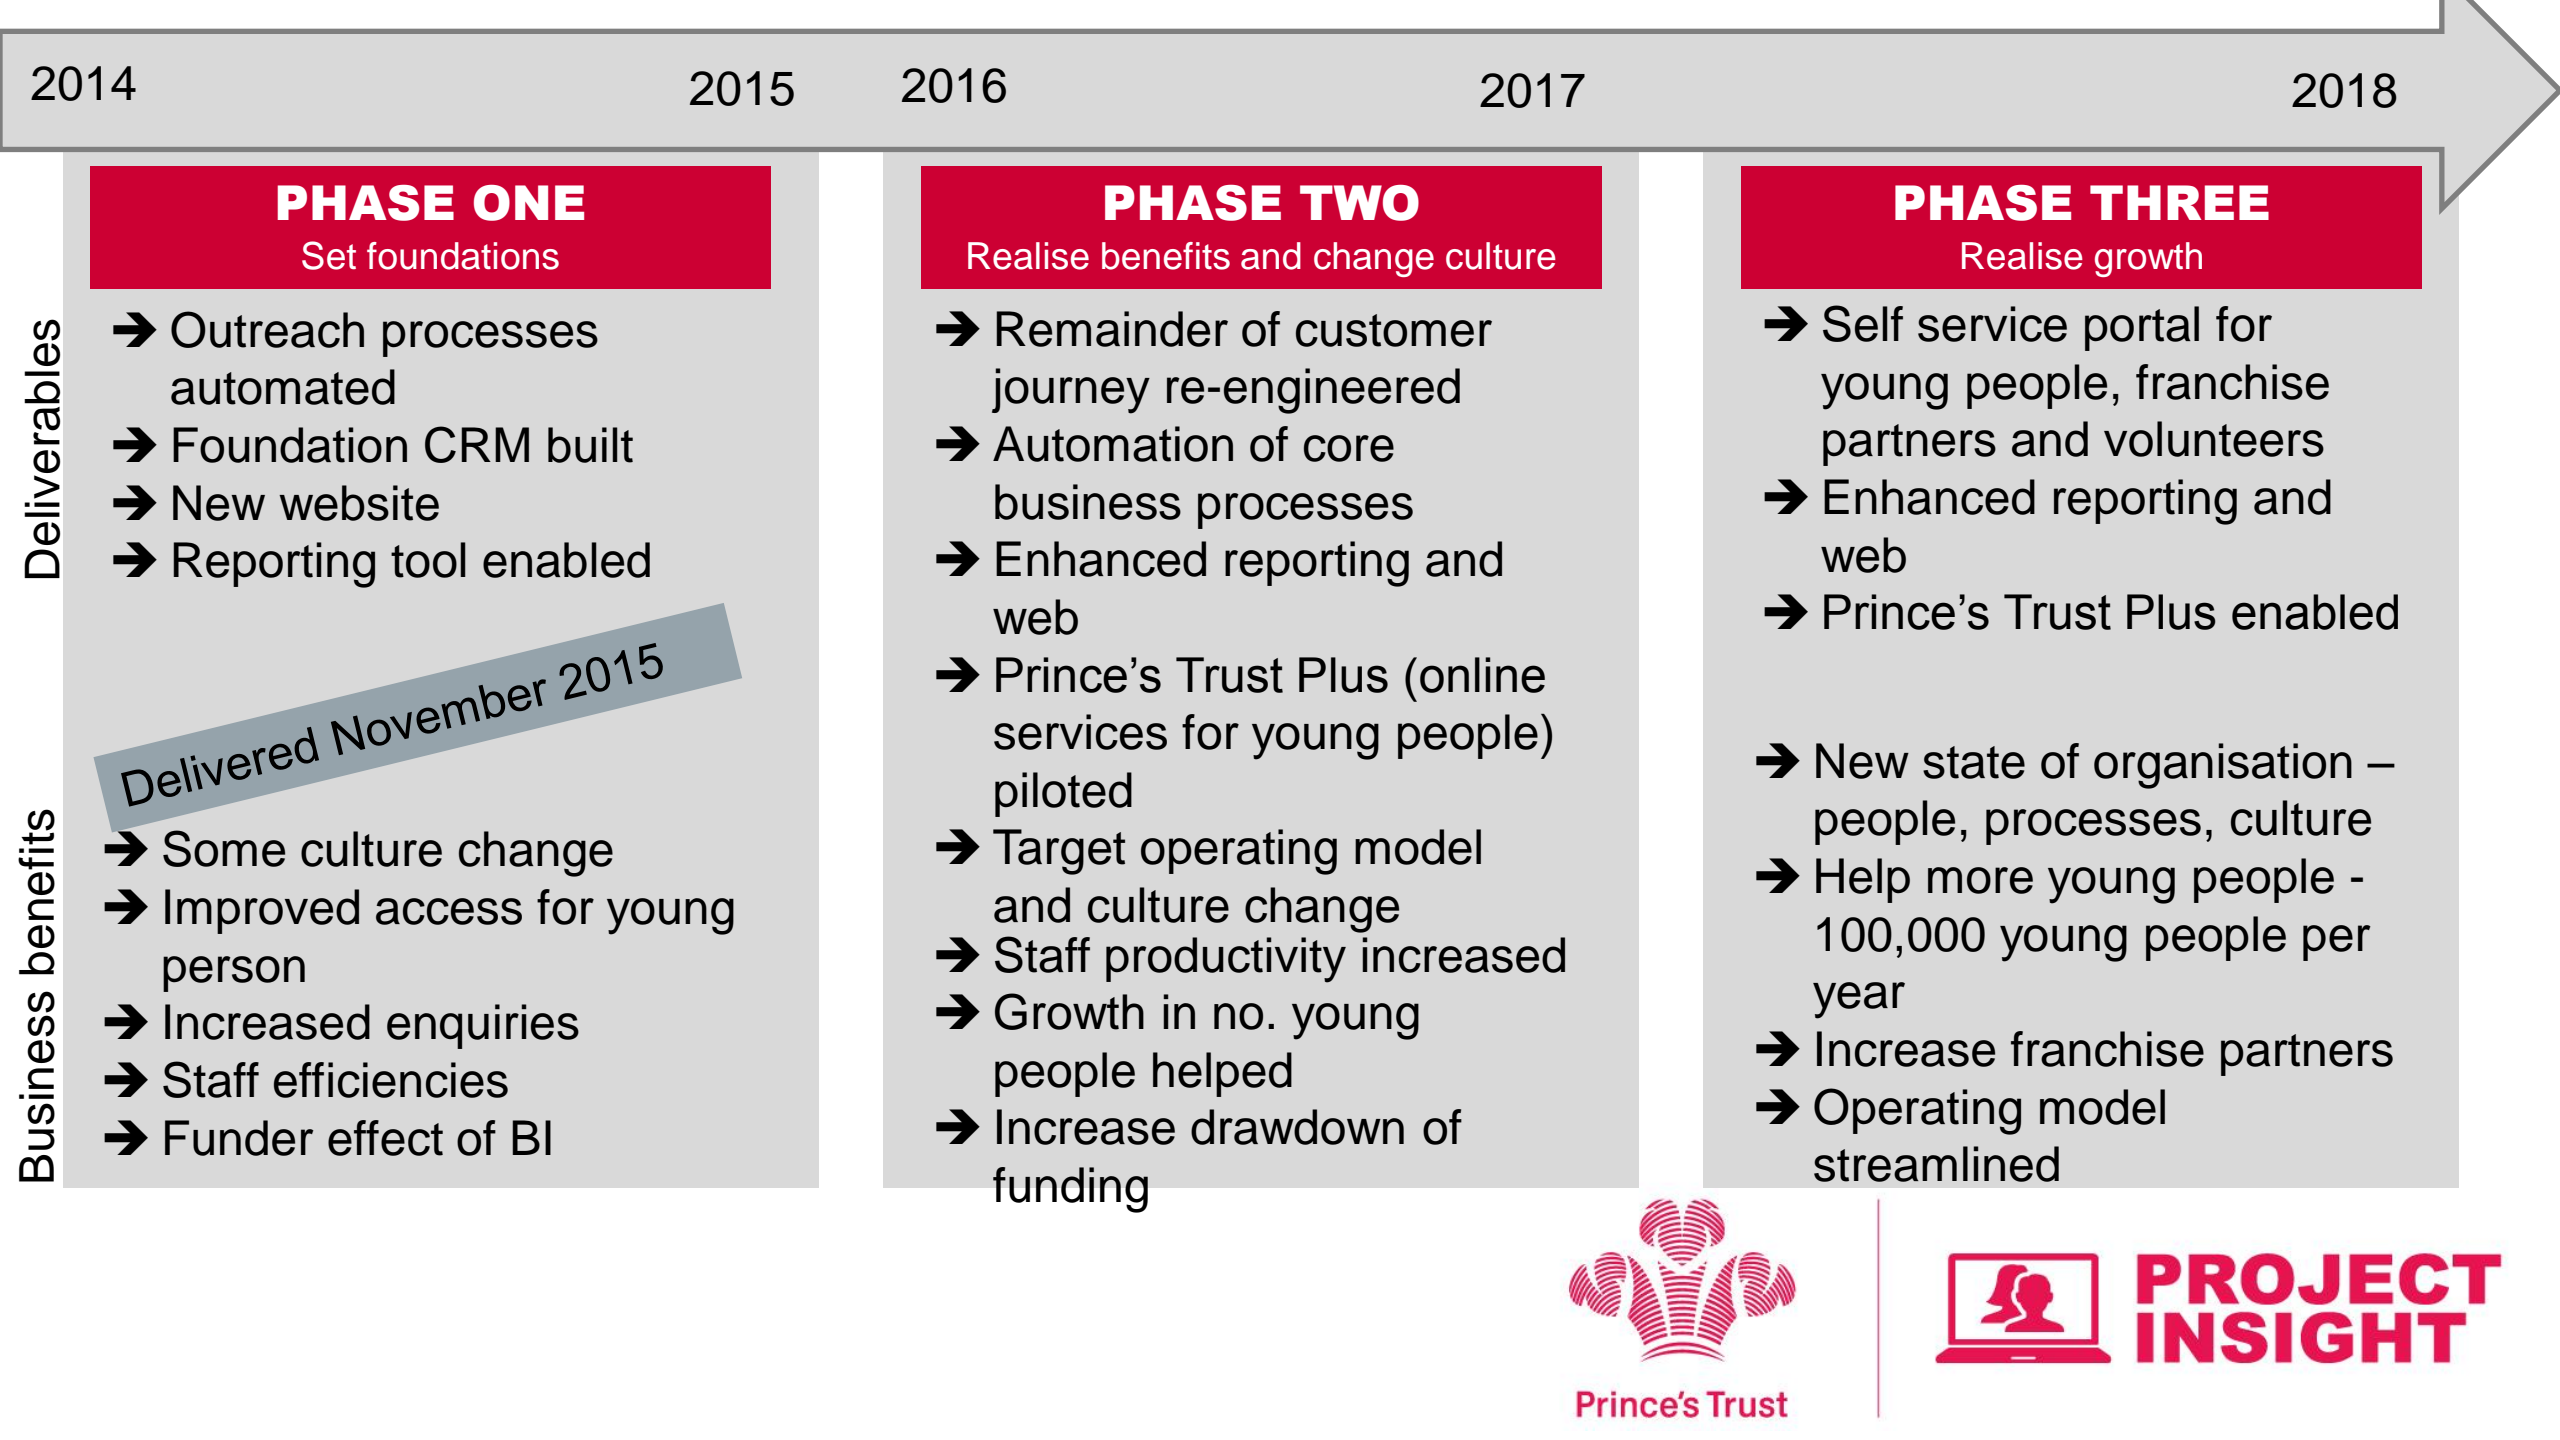 2014
2015
2016
2017
2018
PHASE ONE
Set foundations
Deliverables
➔ Outreach processes
automated
➔ Foundation CRM built
➔ New website
➔ Reporting tool enabled
Delivered November 2015
Business benefits
➔ Some culture change
➔ Improved access for young
person
➔ Increased enquiries
➔ Staff efficiencies
➔ Funder effect of BI
PHASE TWO
Realise benefits and change culture
➔ Remainder of customer
journey re-engineered
➔ Automation of core
business processes
➔ Enhanced reporting and
web
➔ Prince’s Trust Plus (online
services for young people)
piloted
➔ Target operating model
and culture change
➔ Staff productivity increased
➔ Growth in no. young
people helped
➔ Increase drawdown of
funding
PHASE THREE
Realise growth
➔ Self service portal for
young people, franchise
partners and volunteers
➔ Enhanced reporting and
web
➔ Prince’s Trust Plus enabled
➔ New state of organisation –
people, processes, culture
➔ Help more young people -
100,000 young people per
year
➔ Increase franchise partners
➔ Operating model
streamlined
Prince’s Trust
PROJECT
INSIGHT